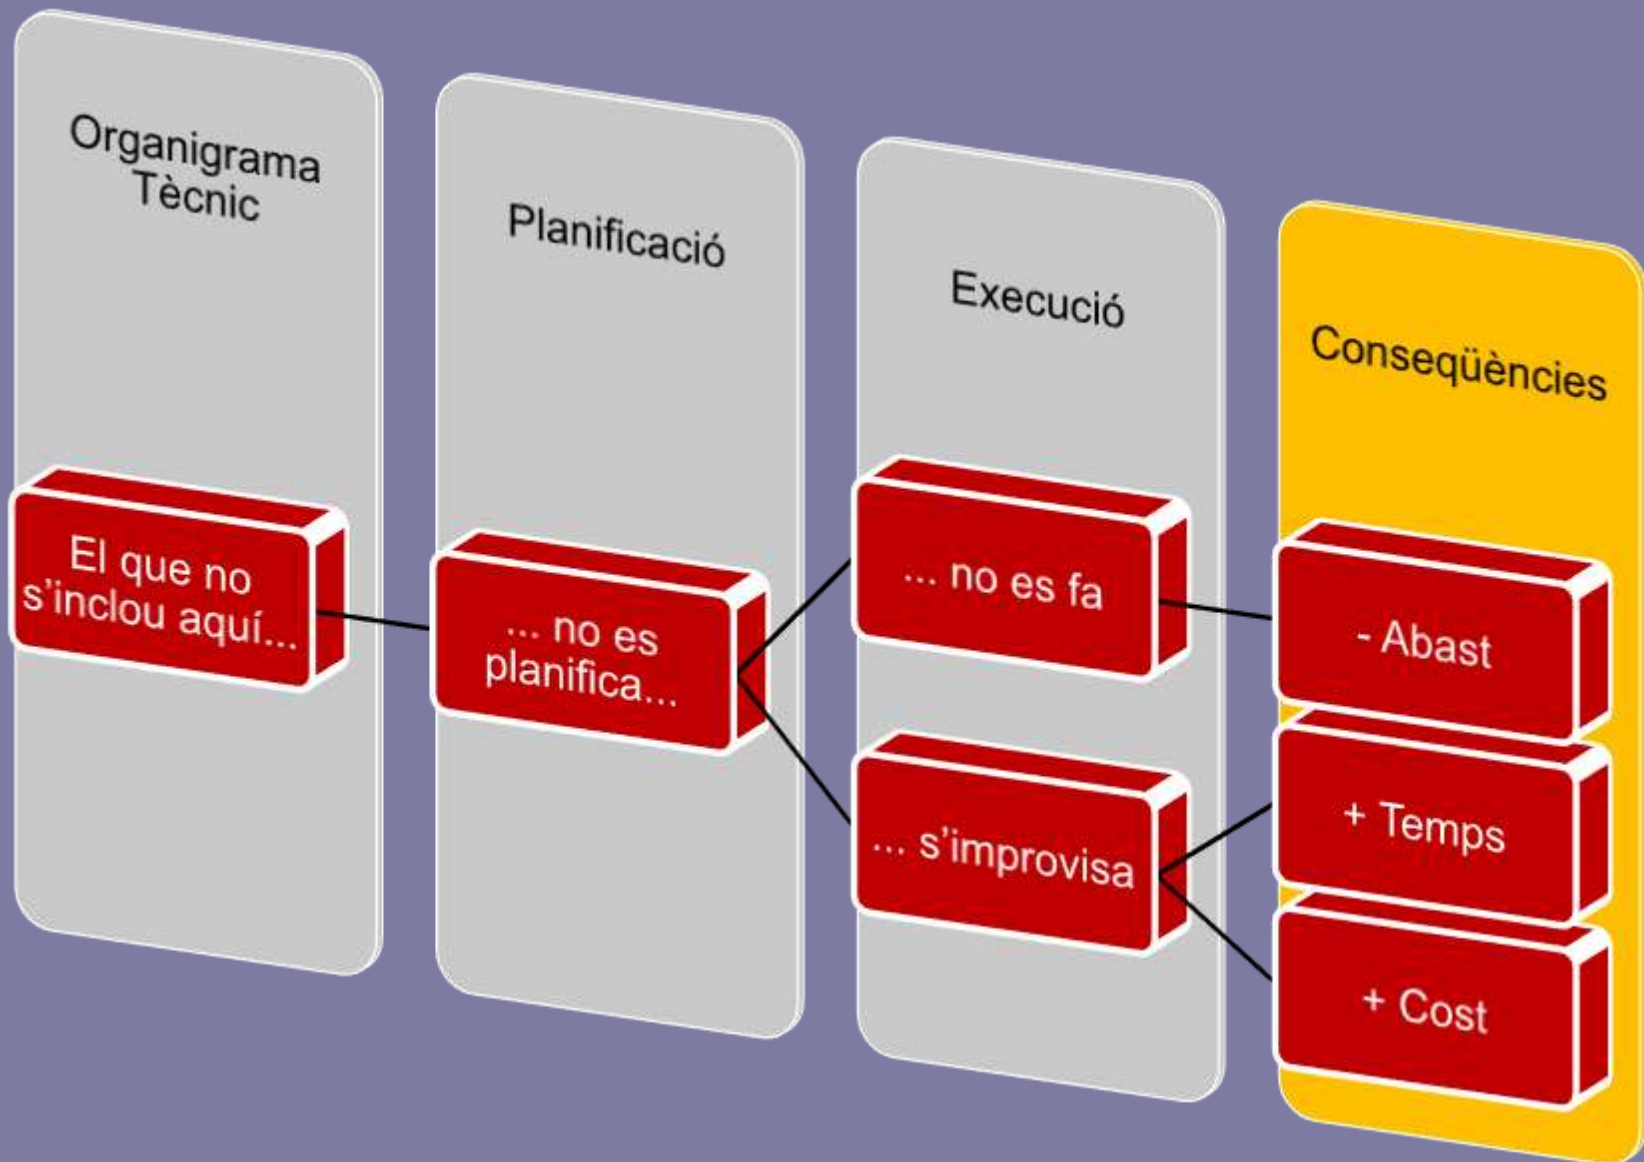 Organigrama
Tècnic
El que no
s'inclou aquí...
Planificació
... no es
planifica...
Execució
... no es fa
... s'improvisa
Conseqüències
- Abast
+ Temps
+ Cost